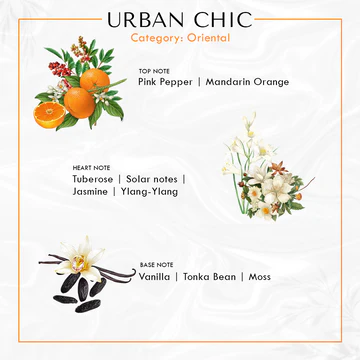 URBAN CHIC
Category: Oriental
TOP NOTE
Pink Pepper | Mandarin Orange
HEART NOTE
Tuberose | Solar notes |
Jasmine | Ylang-Ylang
BASE NOTE
Vanilla | Tonka Bean | Moss